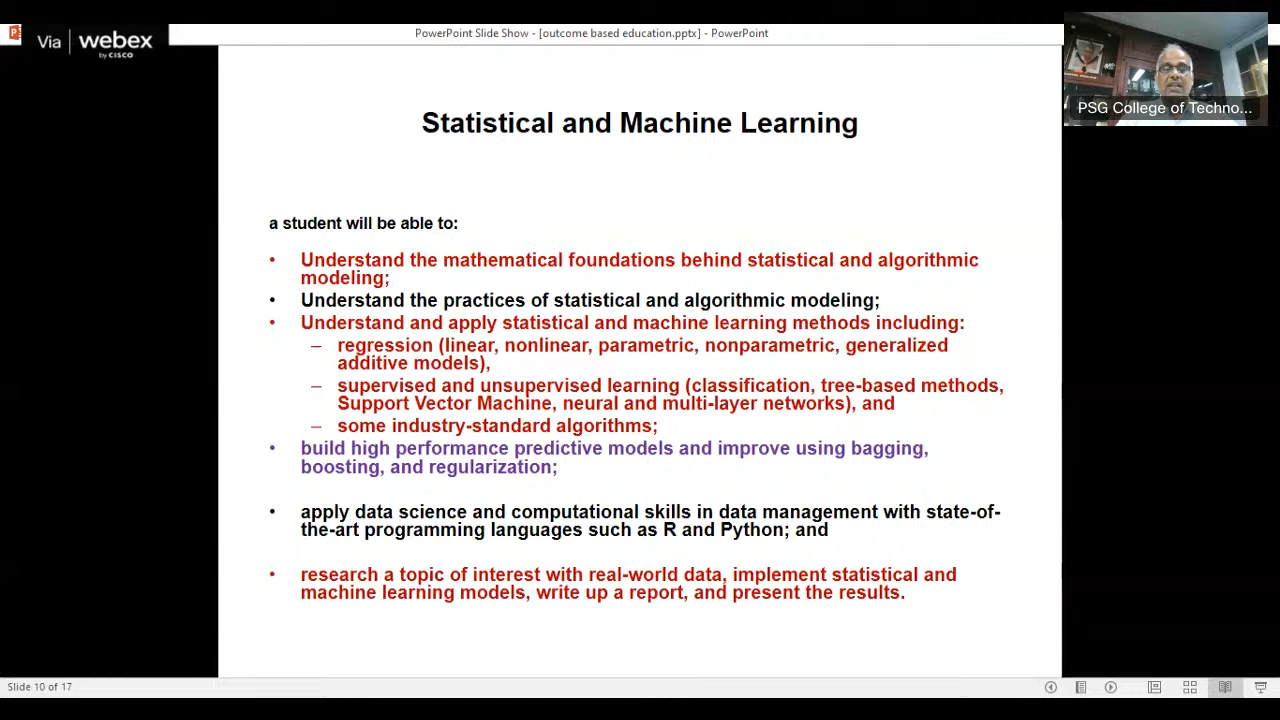 PowerPoint Slide Show - [outcome based education.pptx] - PowerPoint
Via webex
by CISCO
PSG College of Techno...
Statistical and Machine Learning
a student will be able to:
• Understand the mathematical foundations behind statistical and algorithmic
modeling;
• Understand the practices of statistical and algorithmic modeling;
• Understand and apply statistical and machine learning methods including:
– regression (linear, nonlinear, parametric, nonparametric, generalized
additive models),
– supervised and unsupervised learning (classification, tree-based methods,
Support Vector Machine, neural and multi-layer networks), and
– some industry-standard algorithms;
• build high performance predictive models and improve using bagging,
boosting, and regularization;
• apply data science and computational skills in data management with state-of-
the-art programming languages such as R and Python; and
• research a topic of interest with real-world data, implement statistical and
machine learning models, write up a report, and present the results.
Slide 10 of 17